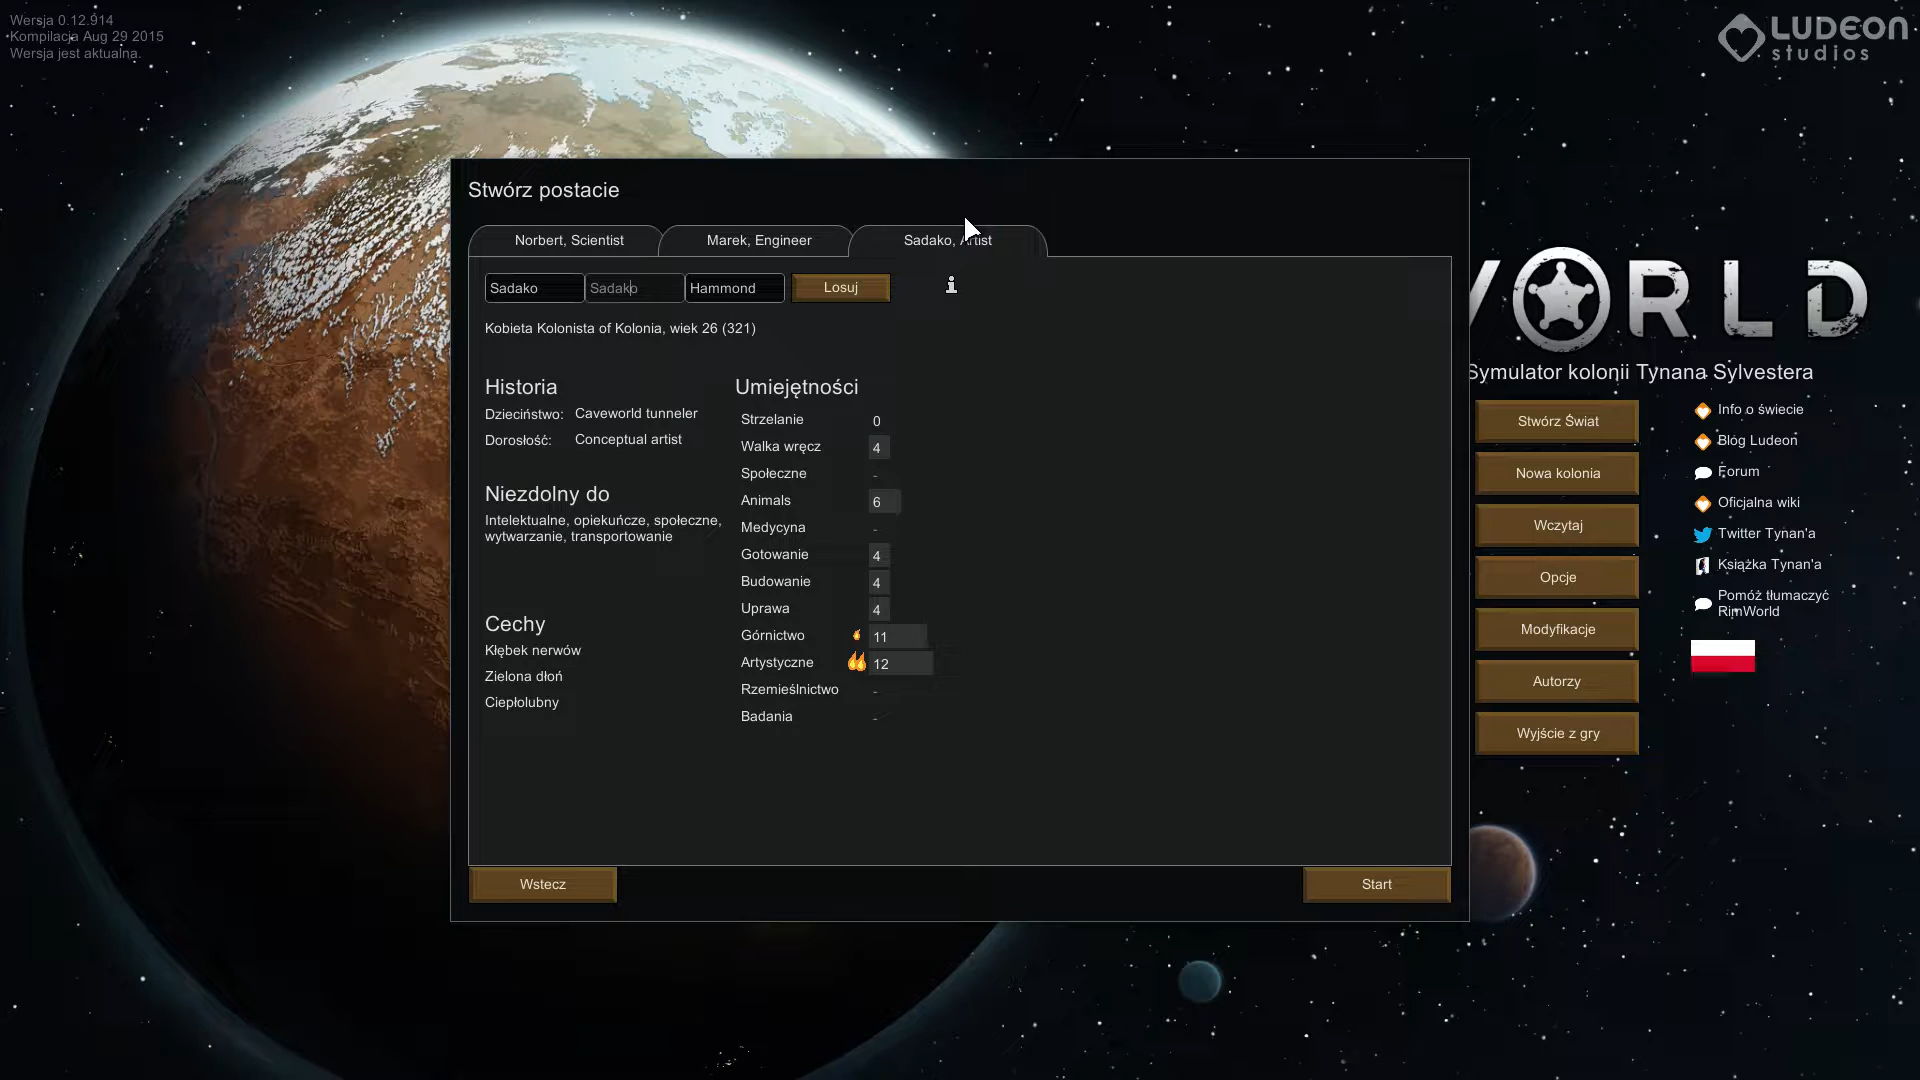 Wersja 0.12.914
Kompilacja Aug 29 2015
Wersja jest aktualna.
LUDEON
studios
Stwórz postacie
Norbert, Scientist
Marek, Engineer
Sadako, Artist
Sadako
Sadako
Hammond
Losuj
Kobieta Kolonista of Kolonia, wiek 26 (321)
Historia
Dzieciństwo: Caveworld tunneler
Dorosłość: Conceptual artist
Niezdolny do
Intelektualne, opiekuńcze, społeczne,
wytwarzanie, transportowanie
Cechy
Kłębek nerwów
Zielona dłoń
Ciepłolubny
Umiejętności
Strzelanie 0
Walka wręcz 4
Społeczne -
Animals 6
Medycyna -
Gotowanie 4
Budowanie 4
Uprawa 4
Górnictwo 11
Artystyczne 12
Rzemieślnictwo -
Badania -
Wstecz
Start
WORLD
Symulator kolonii Tynana Sylvestera
Stwórz Świat
Nowa kolonia
Wczytaj
Opcje
Modyfikacje
Autorzy
Wyjście z gry
Info o świecie
Blog Ludeon
Forum
Oficjalna wiki
Twitter Tynan'a
Książka Tynan'a
Pomóż tłumaczyć
RimWorld